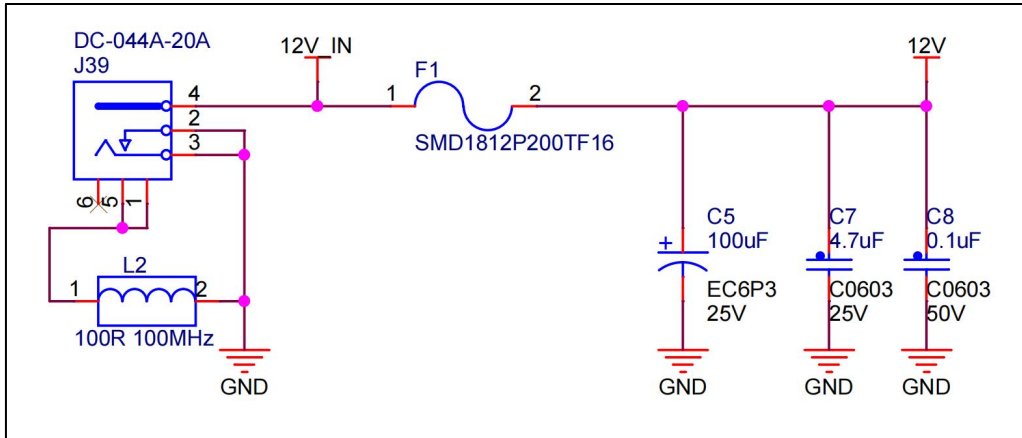 DC-044A-20A
J39
4
2
3
6
5
1
12V_IN
F1
1
2
SMD1812P200TF16
12V
L2
1
2
100R 100MHz
GND
C5
100uF
+
EC6P3
25V
GND
C7
4.7uF
C0603
25V
GND
C8
0.1uF
C0603
50V
GND